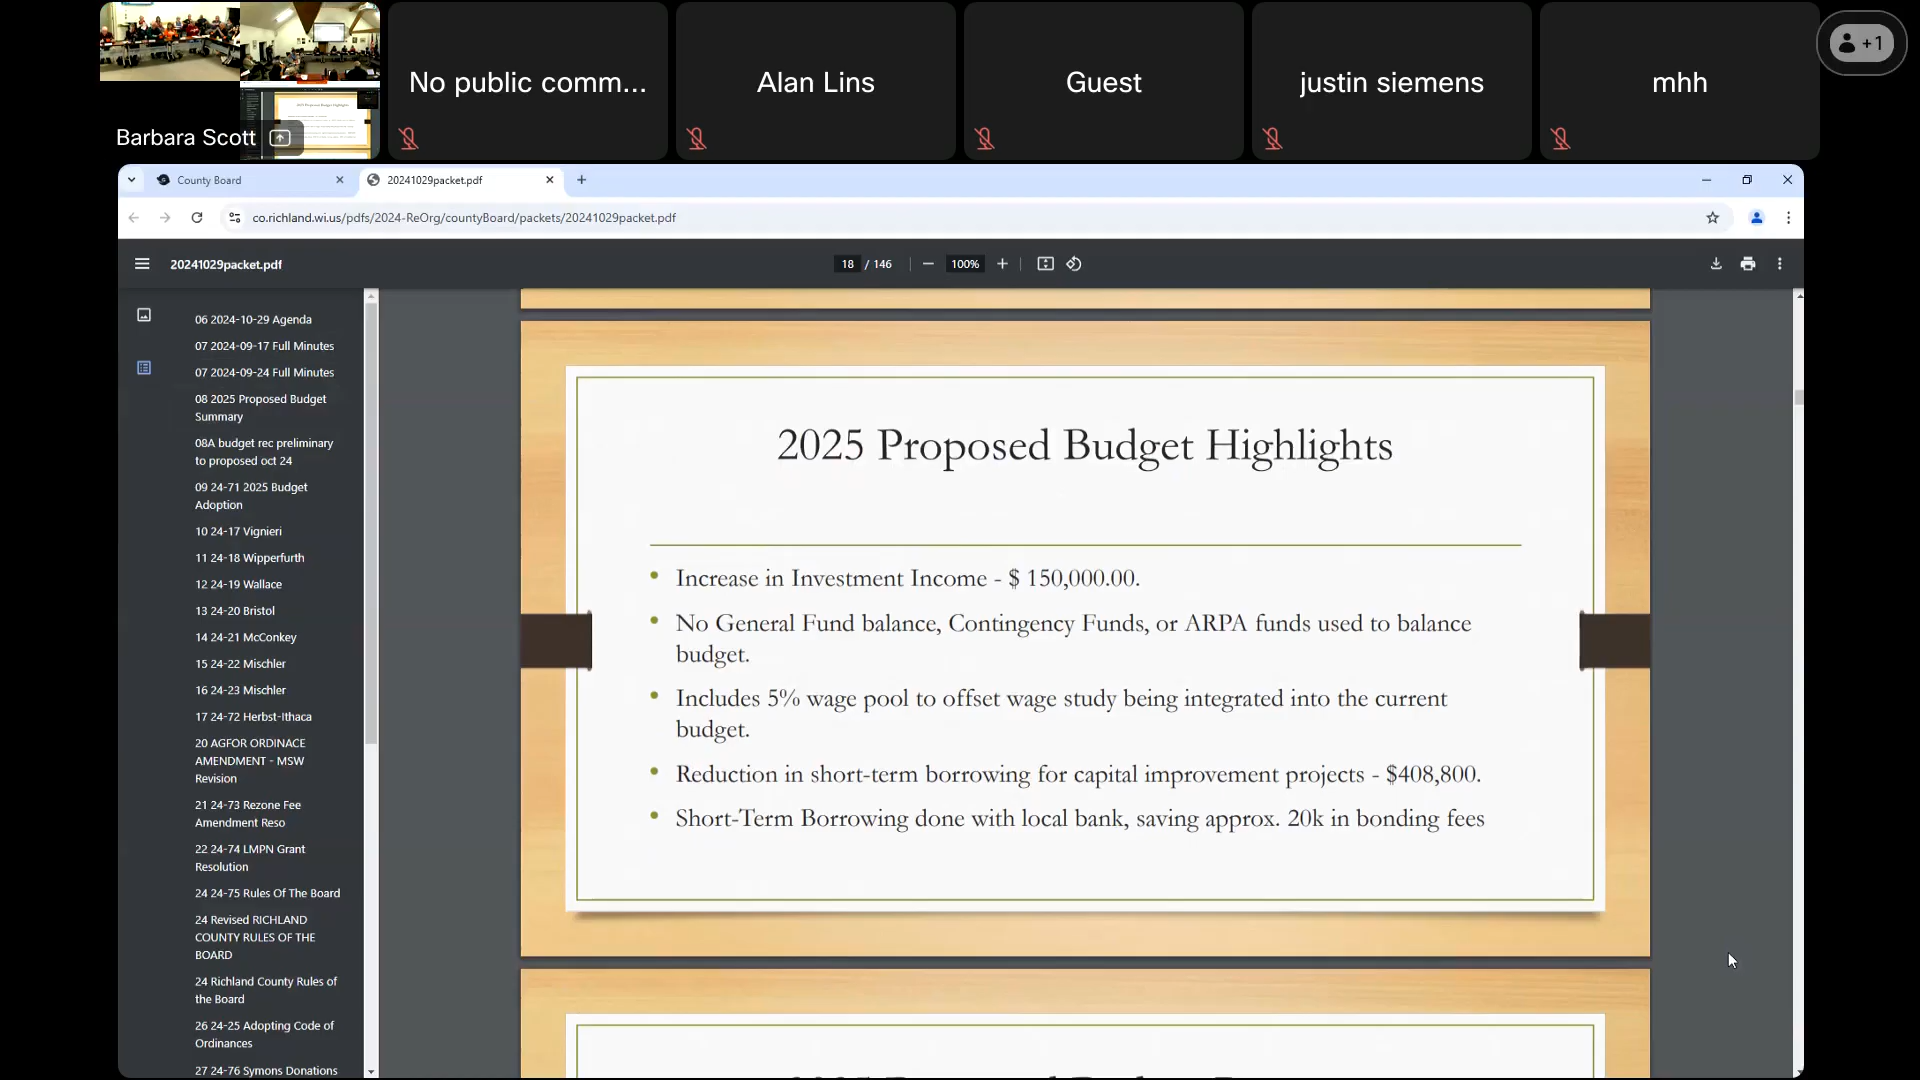 Barbara Scott
No public comm...
Alan Lins
Guest
justin siemens
mhh
+1
County Board
20241029packet.pdf
co.richland.wi.us/pdfs/2024-ReOrg/countyBoard/packets/20241029packet.pdf
20241029packet.pdf
18 / 146
100%
06 2024-10-29 Agenda
07 2024-09-17 Full Minutes
07 2024-09-24 Full Minutes
08 2025 Proposed Budget
Summary
08A budget rec preliminary
to proposed oct 24
09 24-71 2025 Budget
Adoption
10 24-17 Vignieri
11 24-18 Wipperfurth
12 24-19 Wallace
13 24-20 Bristol
14 24-21 McConkey
15 24-22 Mischler
16 24-23 Mischler
17 24-72 Herbst-Ithaca
20 AGFOR ORDINACE
AMENDMENT - MSW
Revision
21 24-73 Rezone Fee
Amendment Reso
22 24-74 LMPN Grant
Resolution
24 24-75 Rules Of The Board
24 Revised RICHLAND
COUNTY RULES OF THE
BOARD
24 Richland County Rules of
the Board
26 24-25 Adopting Code of
Ordinances
27 24-76 Symons Donations
2025 Proposed Budget Highlights
• Increase in Investment Income - $ 150,000.00.
• No General Fund balance, Contingency Funds, or ARPA funds used to balance
budget.
• Includes 5% wage pool to offset wage study being integrated into the current
budget.
• Reduction in short-term borrowing for capital improvement projects - $408,800.
• Short-Term Borrowing done with local bank, saving approx. 20k in bonding fees